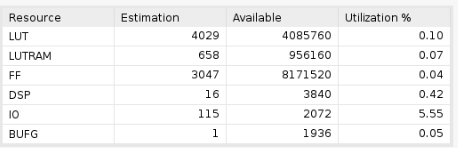 Resource Estimation Available Utilization %
LUT 4029 4085760 0.10
LUTRAM 658 956160 0.07
FF 3047 8171520 0.04
DSP 16 3840 0.42
IO 115 2072 5.55
BUFG 1 1936 0.05